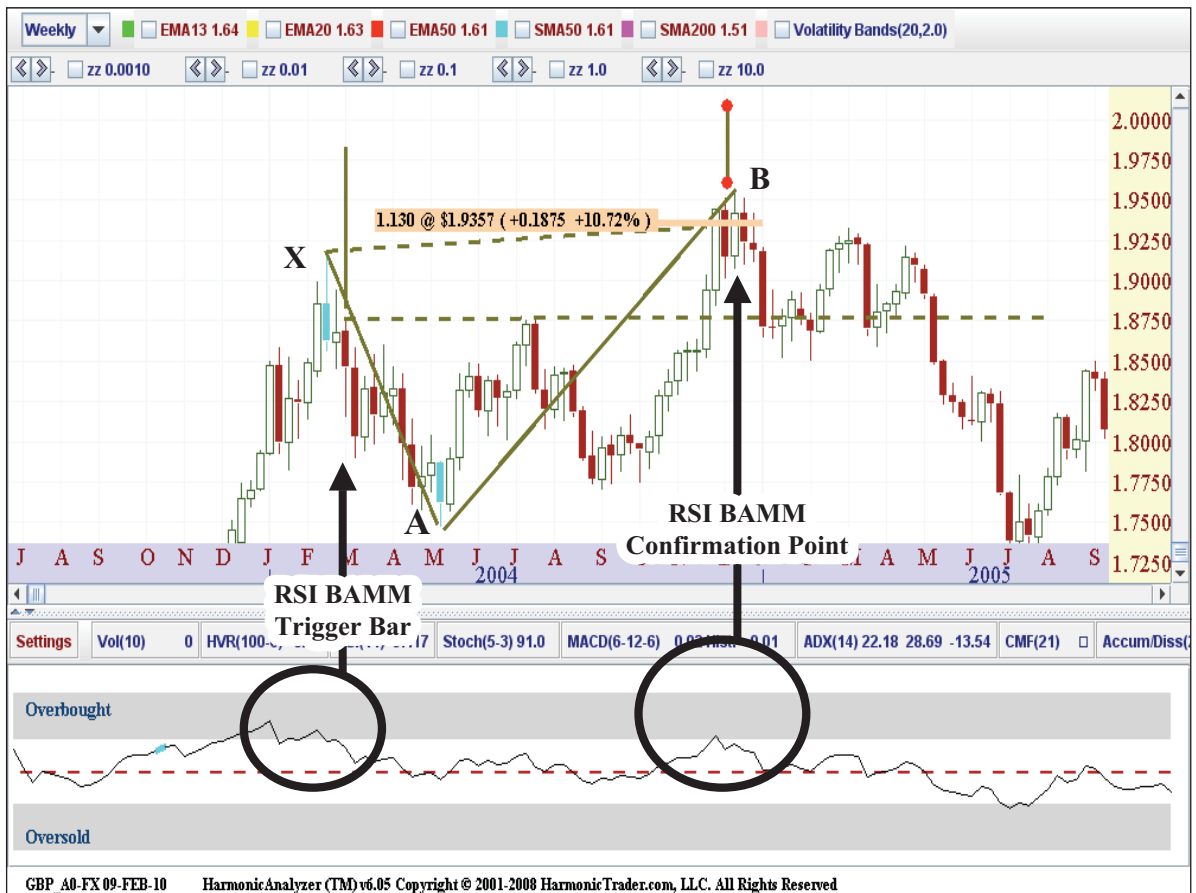 Weekly EMA13 1.64 EMA20 1.63 EMA50 1.61 SMA50 1.61 SMA200 1.51 Volatility Bands(20,2.0)
zz 0.0010 zz 0.01 zz 0.1 zz 1.0 zz 10.0
2.0000
1.9750
B
1.9500
1.130 @ $1.9357 ( +0.1875 +10.72% )
1.9250
X
1.9000
1.8750
1.8500
1.8250
1.8000
1.7750
A
RSI BAMM
Confirmation Point
1.7500
J A S O N D J F M A M J J A S M A M J J A S
1.7250
2004 2005
RSI BAMM
Trigger Bar
Settings Vol(10) 0 HVR(100- Stoch(5-3) 91.0 MACD(6-12-6) ADX(14) 22.18 28.69 -13.54 CMF(21) Accum/Diss(
Overbought
Oversold
GBP_A0-FX 09-FEB-10 HarmonicAnalyzer (TM) v6.05 Copyright © 2001-2008 HarmonicTrader.com, LLC. All Rights Reserved